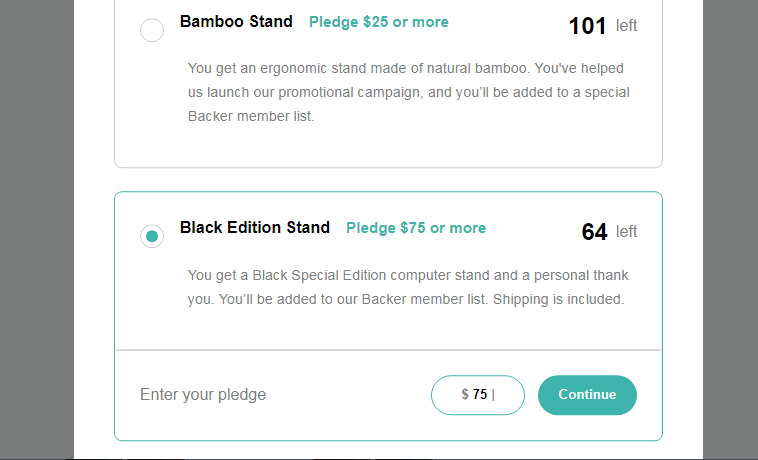 Bamboo Stand Pledge $25 or more 101 left
You get an ergonomic stand made of natural bamboo. You've helped
us launch our promotional campaign, and you’ll be added to a special
Backer member list.
Black Edition Stand Pledge $75 or more 64 left
You get a Black Special Edition computer stand and a personal thank
you. You’ll be added to our Backer member list. Shipping is included.
Enter your pledge $ 75 | Continue